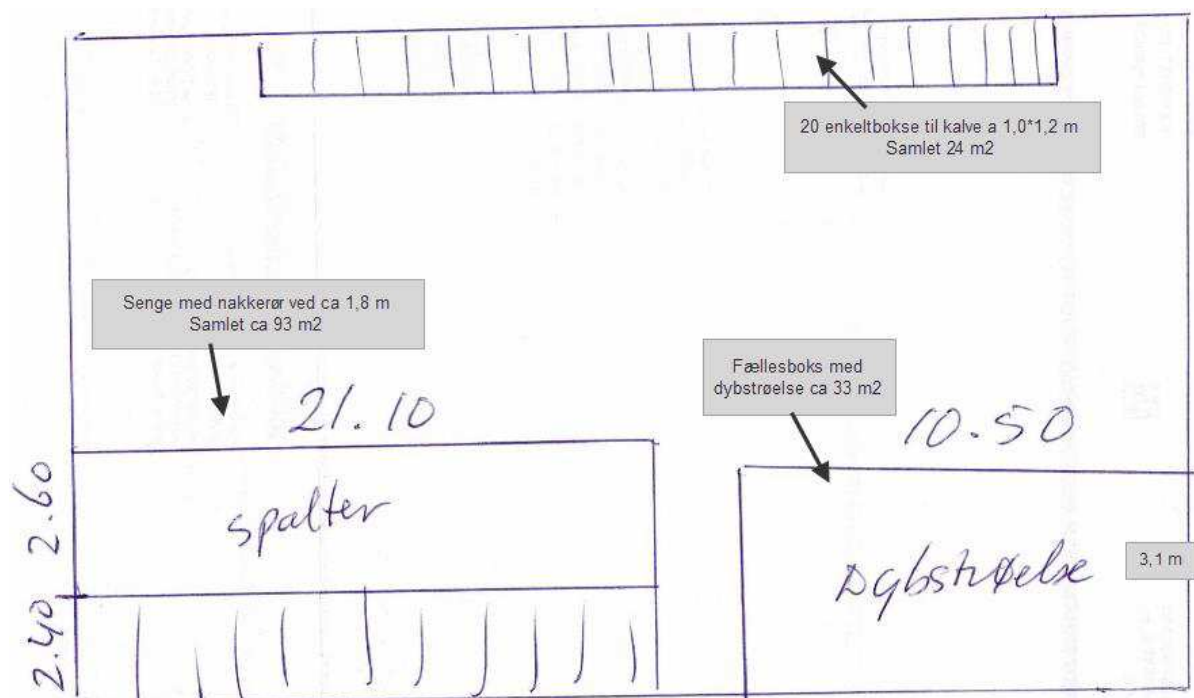 20 enkeltbokse til kalve a 1,0*1,2 m
Samlet 24 m2
Senge med nakkerør ved ca 1,8 m
Samlet ca 93 m2
Fællesboks med
dybstrøelse ca 33 m2
21.10
10.50
2.60
spalter
Dybstrøelse
3,1 m
2.40